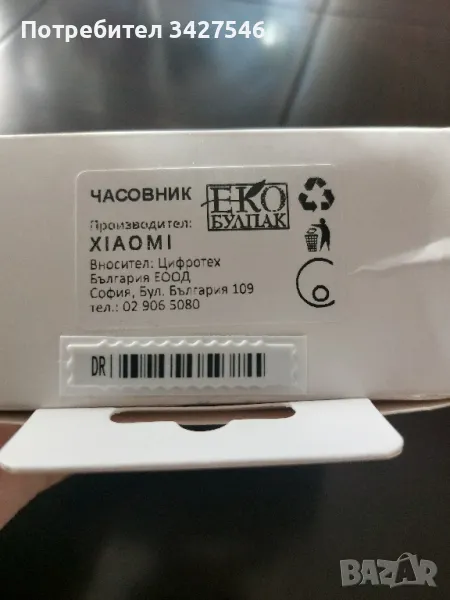 Потребител 3427546
ЧАСОВНИК
ЕКО
БУЛПАК
Производител:
XIAOMI
Вносител: Цифротех
България ЕООД
София, Бул. България 109
тел.: 02 906 5080
DR
BAZAR